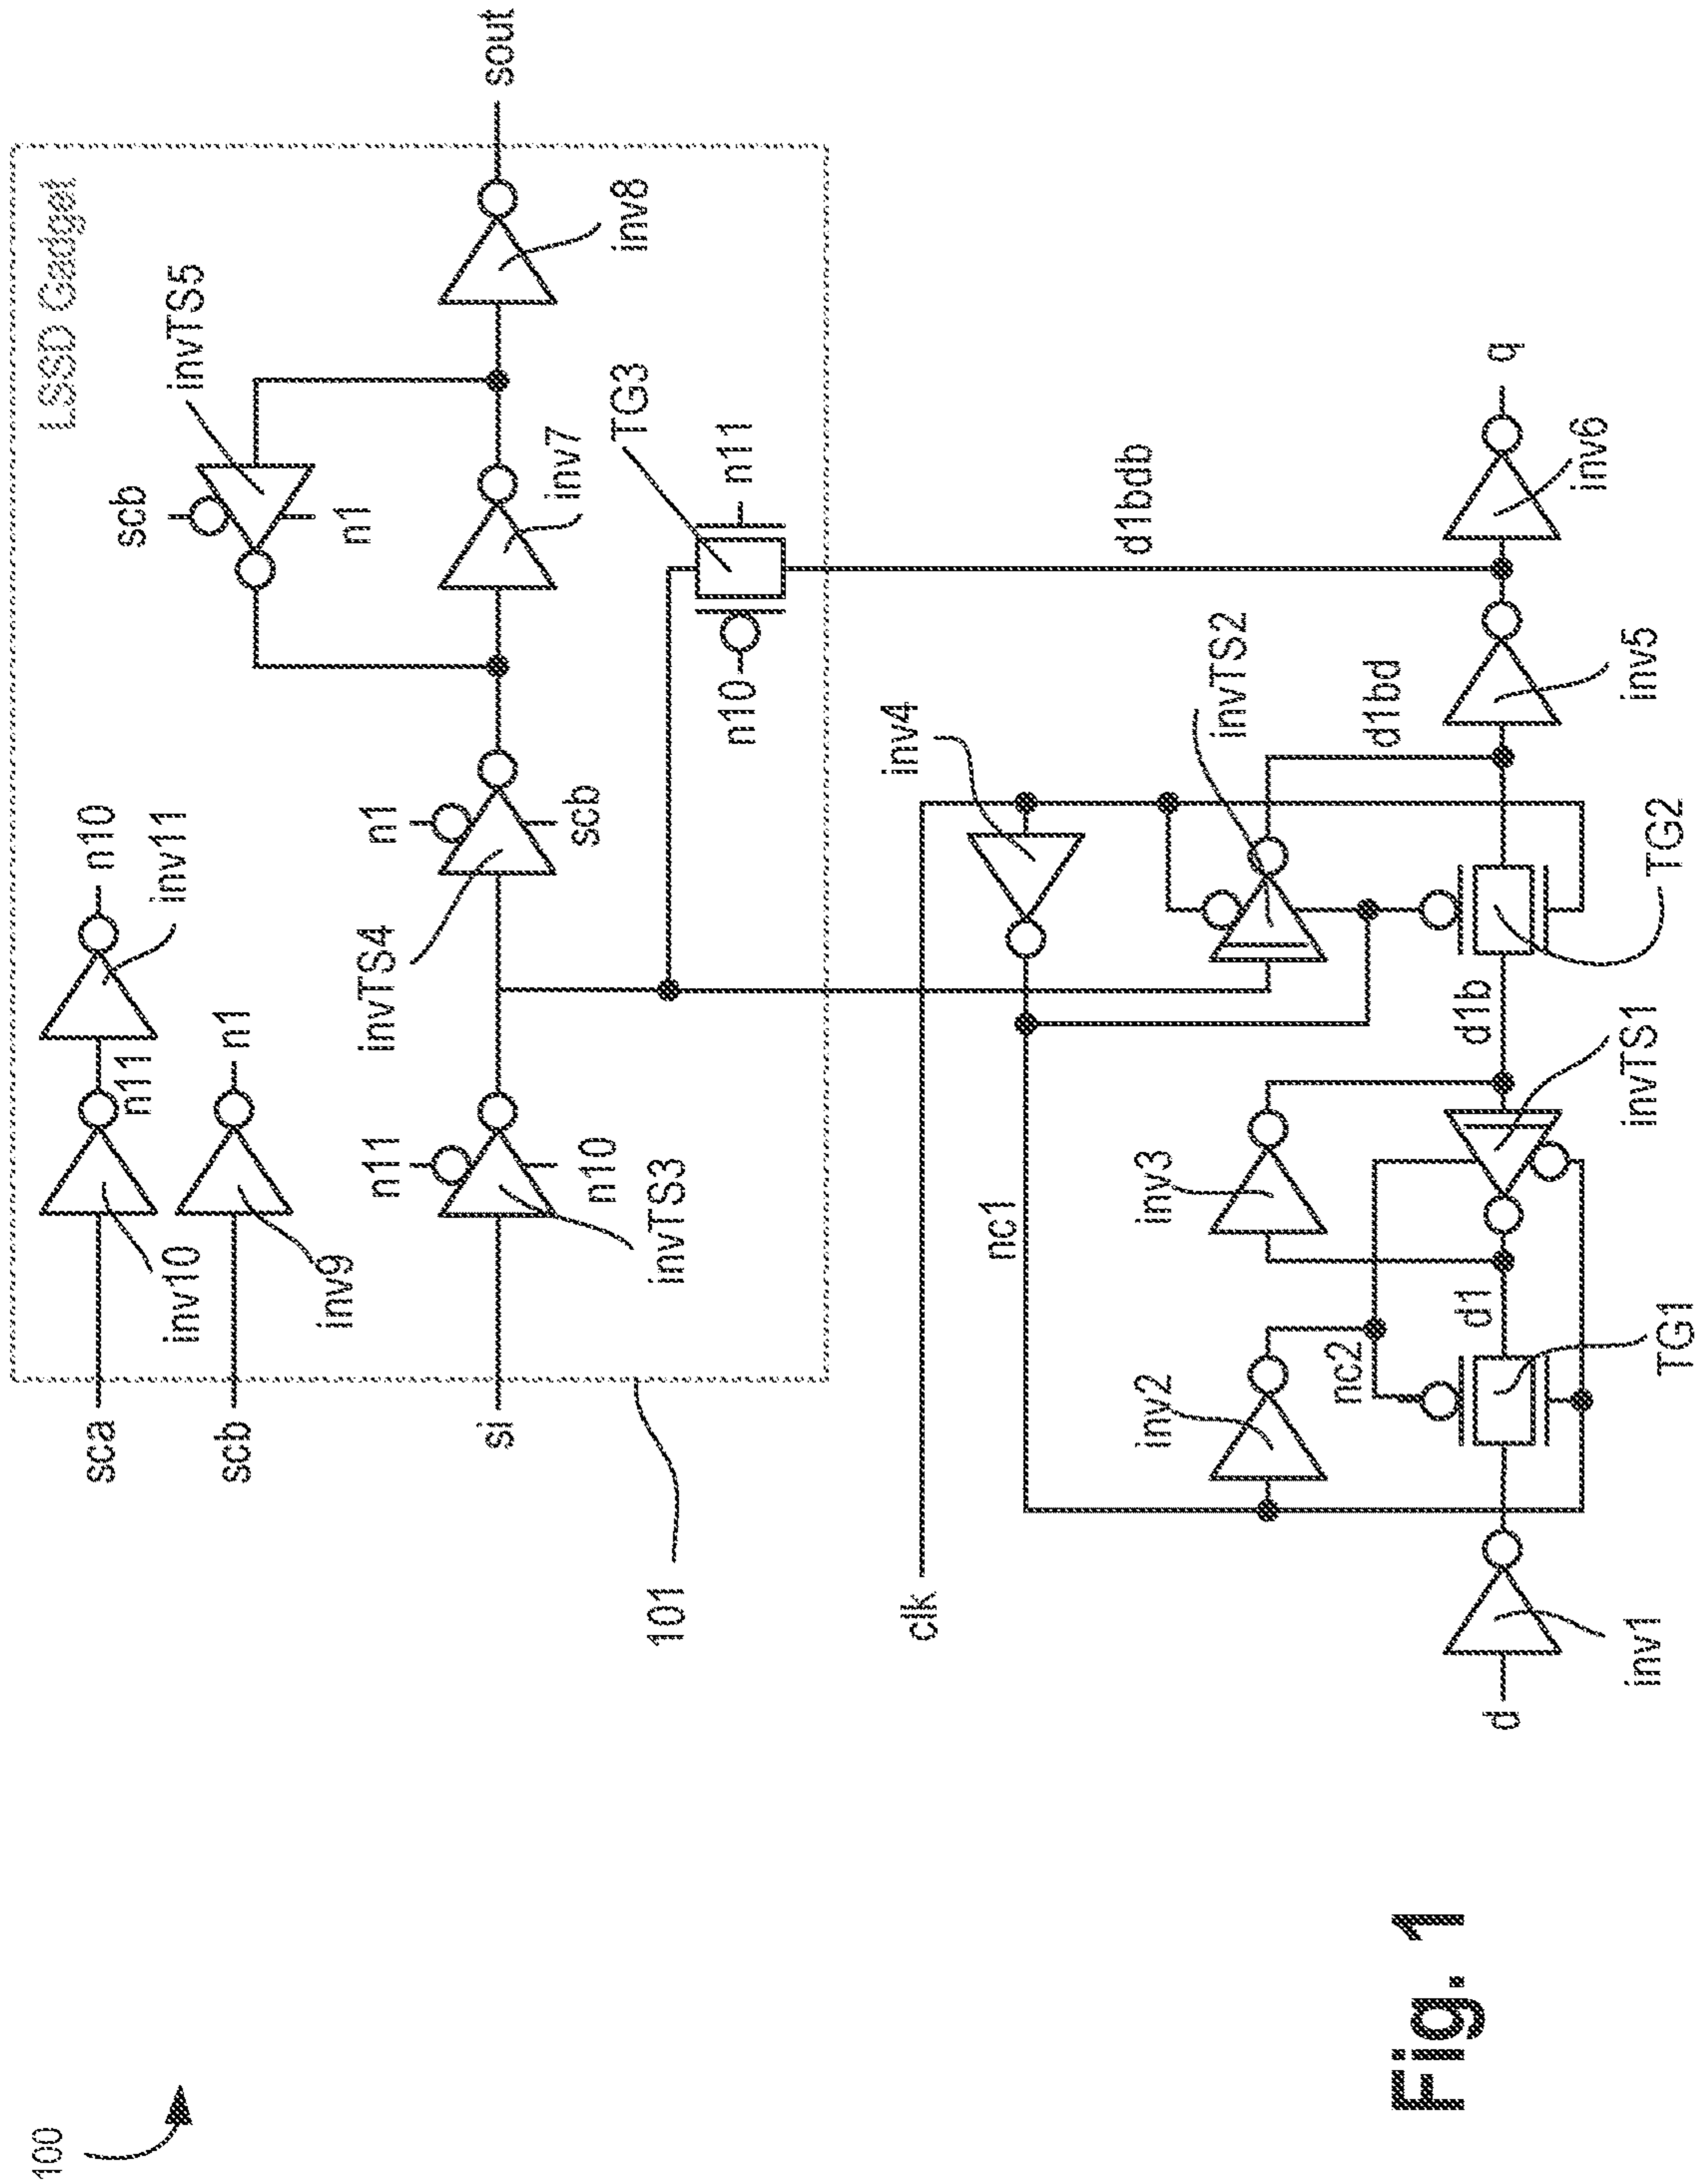 100
Fig. 1
LSSD Gadget
101
sca
inv10
n11
inv11
n10
scb
inv9
n1
si
n11
n10
invTS3
n1
scb
invTS4
scb
n1
invTS5
inv7
inv8
sout
n10
n11
TG3
clk
nc1
inv4
invTS2
d1bdb
inv2
nc2
inv3
d
inv1
TG1
d1
invTS1
d1b
TG2
d1bd
inv5
inv6
q